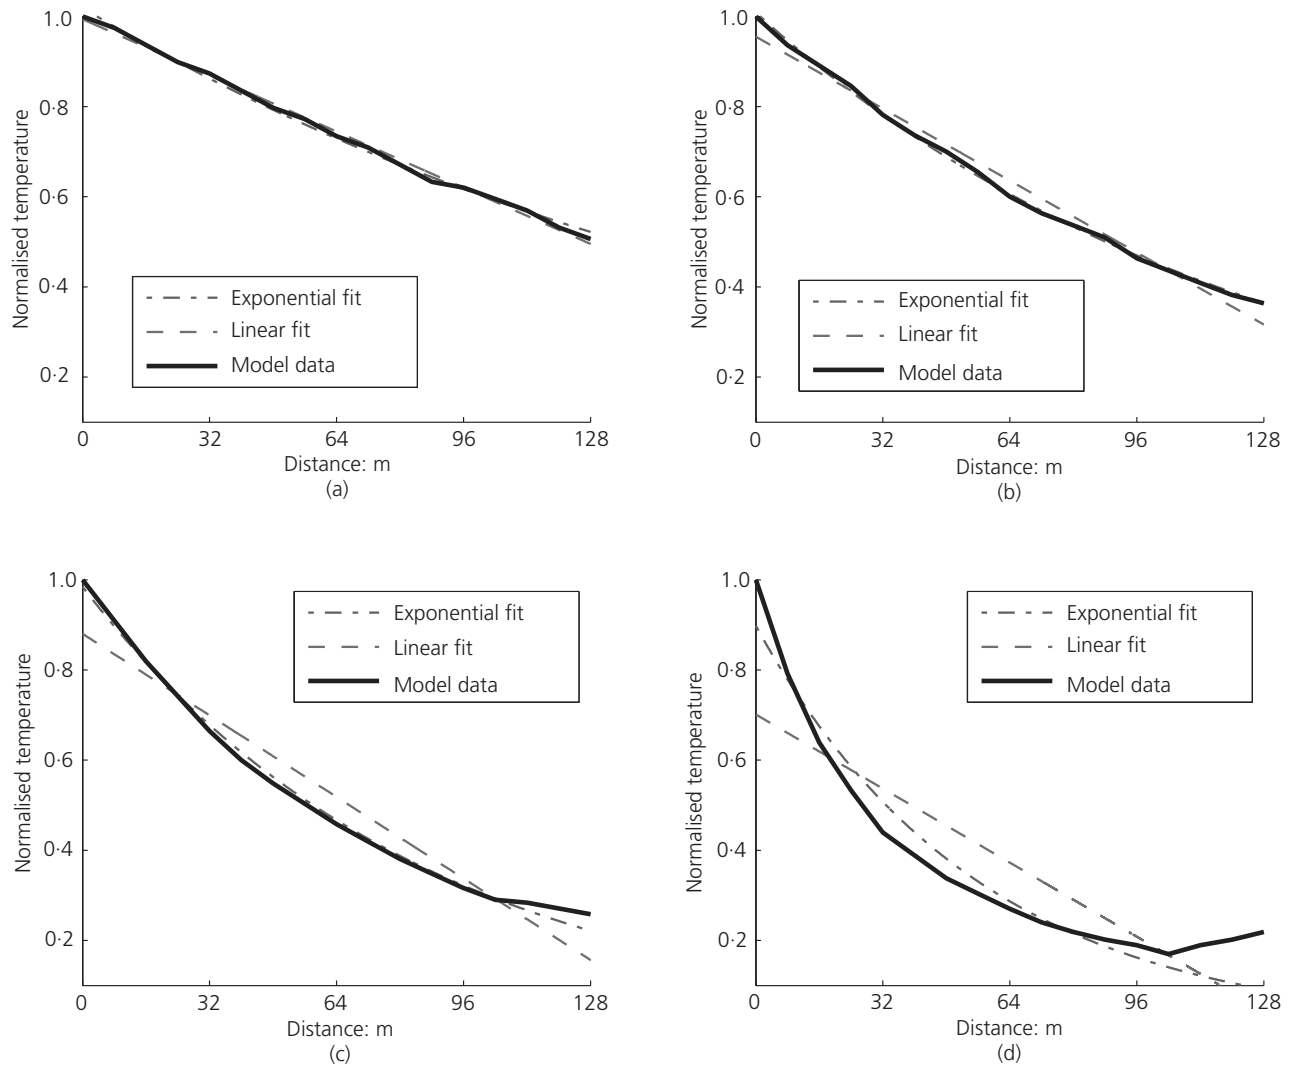 1.0
0·8
0·6
0·4
0·2
Normalised temperature
Exponential fit
Linear fit
Model data
0 32 64 96 128
Distance: m
(a)
1.0
0·8
0·6
0·4
0·2
Normalised temperature
Exponential fit
Linear fit
Model data
0 32 64 96 128
Distance: m
(b)
1.0
0·8
0·6
0·4
0·2
Normalised temperature
Exponential fit
Linear fit
Model data
0 32 64 96 128
Distance: m
(c)
1.0
0·8
0·6
0·4
0·2
Normalised temperature
Exponential fit
Linear fit
Model data
0 32 64 96 128
Distance: m
(d)